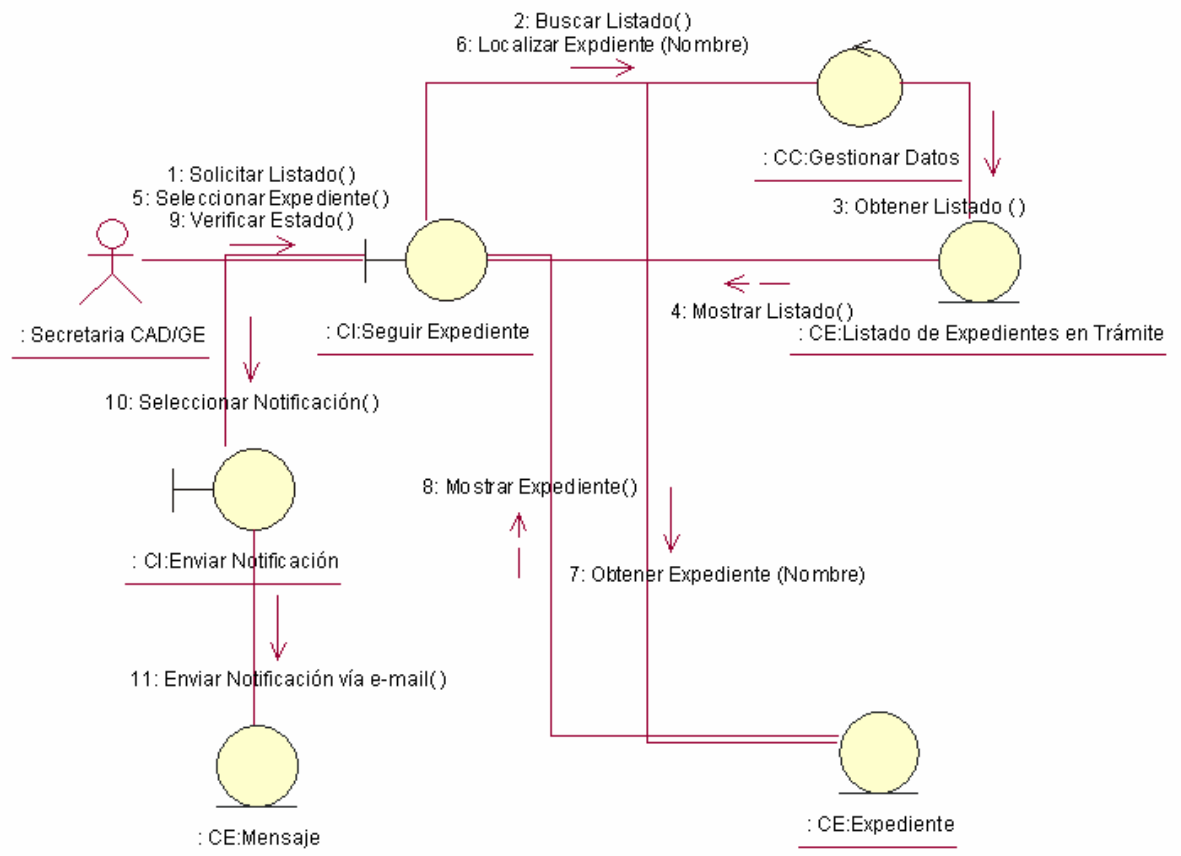 2: Buscar Listado()
6: Localizar Expdiente (Nombre)
: CC:Gestionar Datos
1: Solicitar Listado()
5: Seleccionar Expediente()
9: Verificar Estado()
3: Obtener Listado ()
4: Mostrar Listado()
: Secretaria CAD/GE
: CI:Seguir Expediente
: CE:Listado de Expedientes en Trámite
10: Seleccionar Notificación()
8: Mostrar Expediente()
: CI:Enviar Notificación
7: Obtener Expediente (Nombre)
11: Enviar Notificación vía e-mail()
: CE:Mensaje
: CE:Expediente